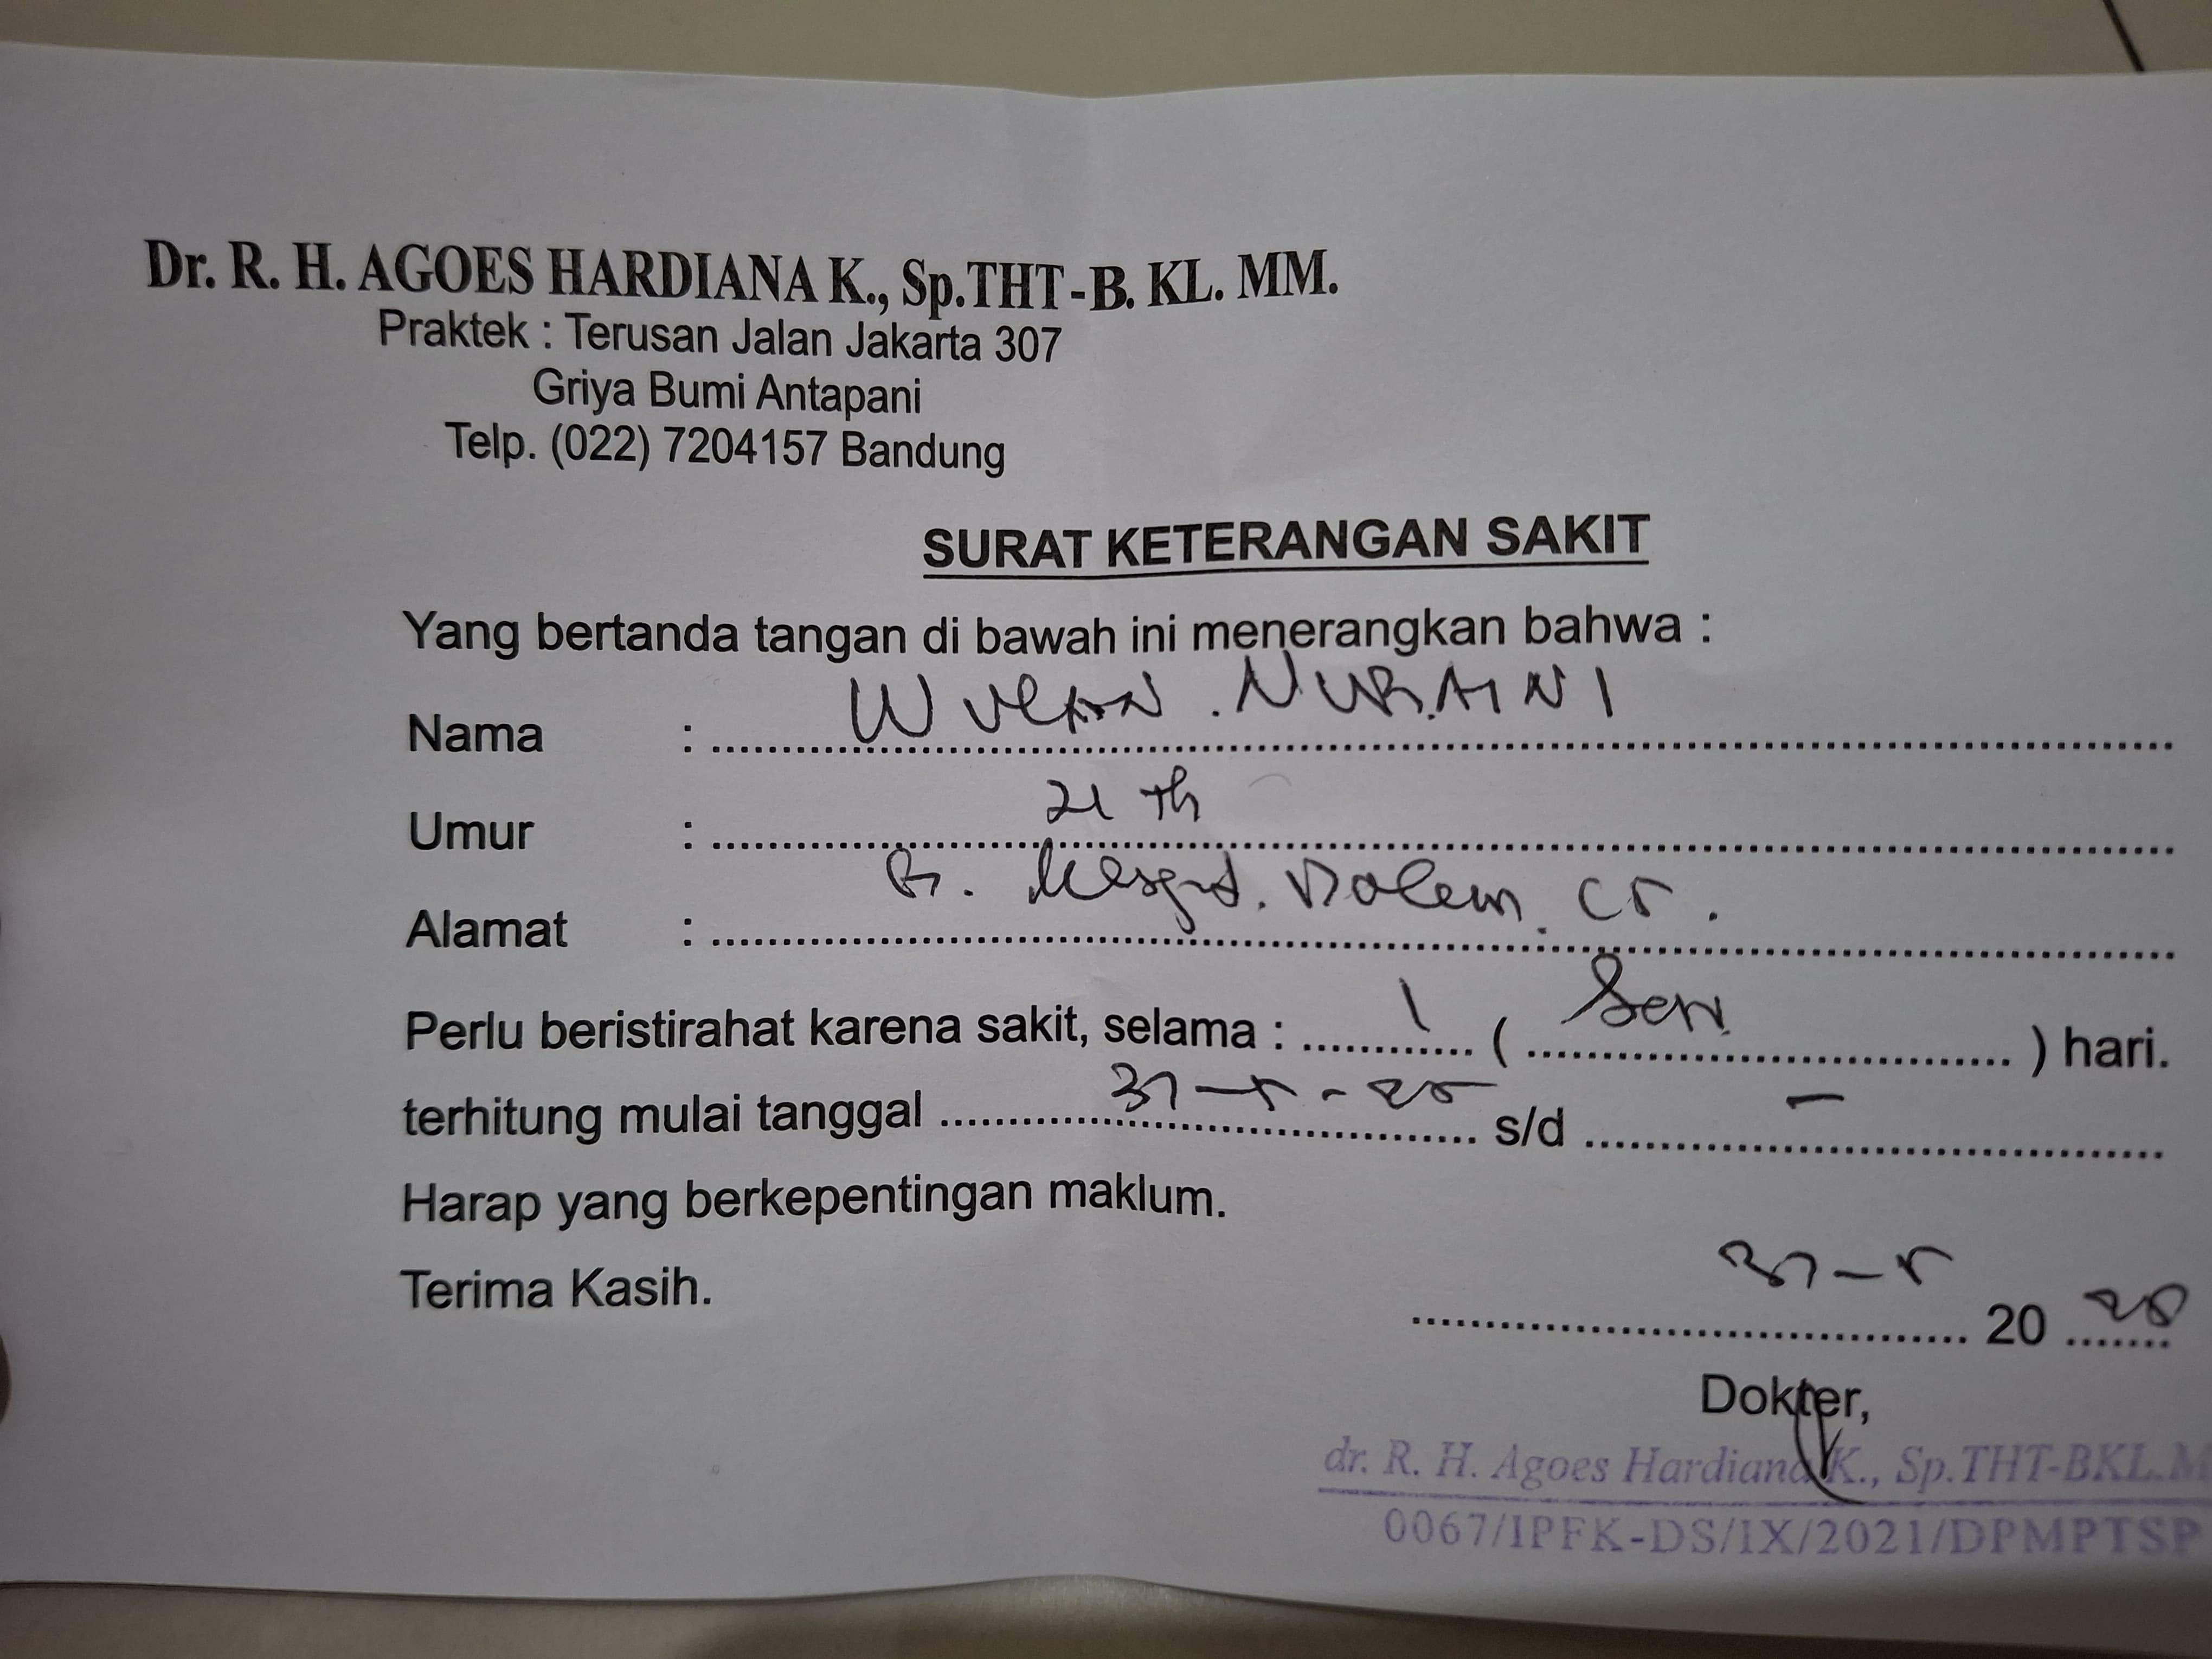 Dr. R. H. AGOES HARDIANA K., Sp.THT-B. KL. MM.
Praktek : Terusan Jalan Jakarta 307
Griya Bumi Antapani
Telp. (022) 7204157 Bandung
SURAT KETERANGAN SAKIT
Yang bertanda tangan di bawah ini menerangkan bahwa :
Nama : WULAN . NURAINI
Umur : 21 Th
Alamat : Dalem
Perlu beristirahat karena sakit, selama : 1 ( ) hari.
terhitung mulai tanggal s/d -
Harap yang berkepentingan maklum.
Terima Kasih.
20
Dokter,
dr. R. H. Agoes Hardiana K., Sp.THT-BKL.M
0067/IPFK-DS/IX/2021/DPMPTSP